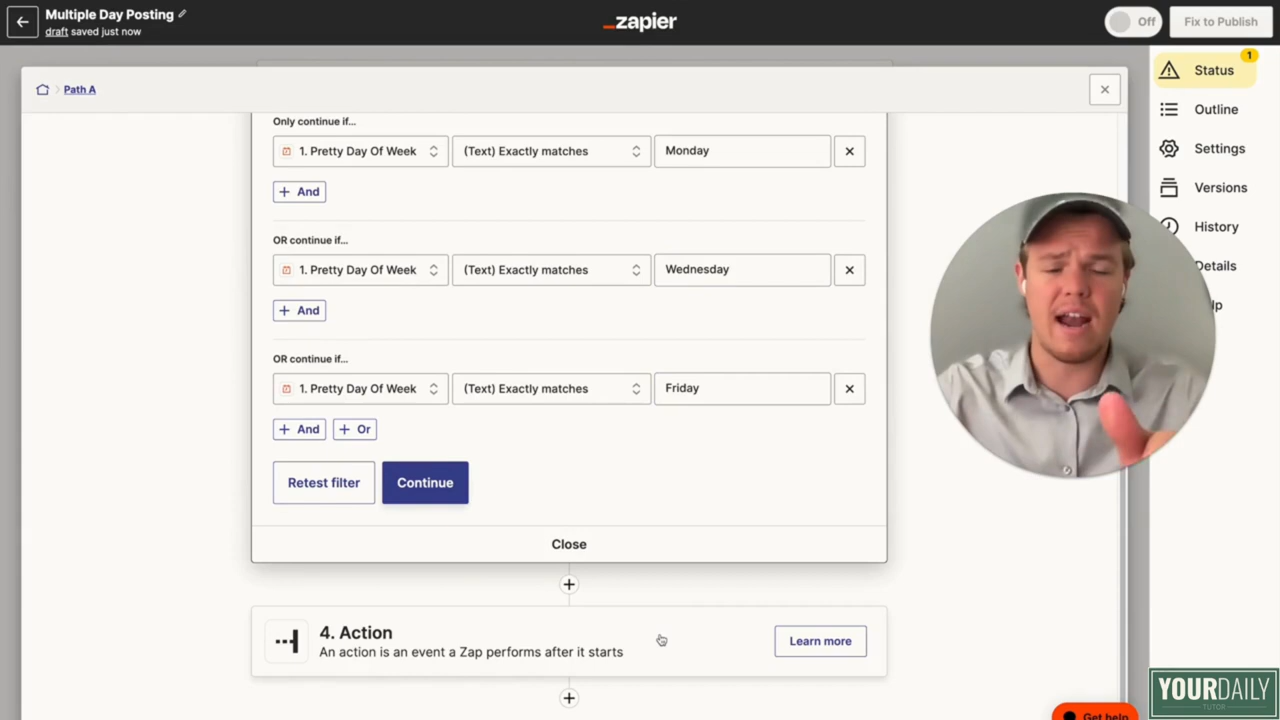 Multiple Day Posting
draft saved just now
zapier
Off
Fix to Publish
Path A
Status
1
Outline
Settings
Versions
History
Details
Only continue if...
1. Pretty Day Of Week
(Text) Exactly matches
Monday
+ And
OR continue if...
1. Pretty Day Of Week
(Text) Exactly matches
Wednesday
+ And
OR continue if...
1. Pretty Day Of Week
(Text) Exactly matches
Friday
+ And
+ Or
Retest filter
Continue
Close
4. Action
An action is an event a Zap performs after it starts
Learn more
Get help
YOURDAILY
TUTOR